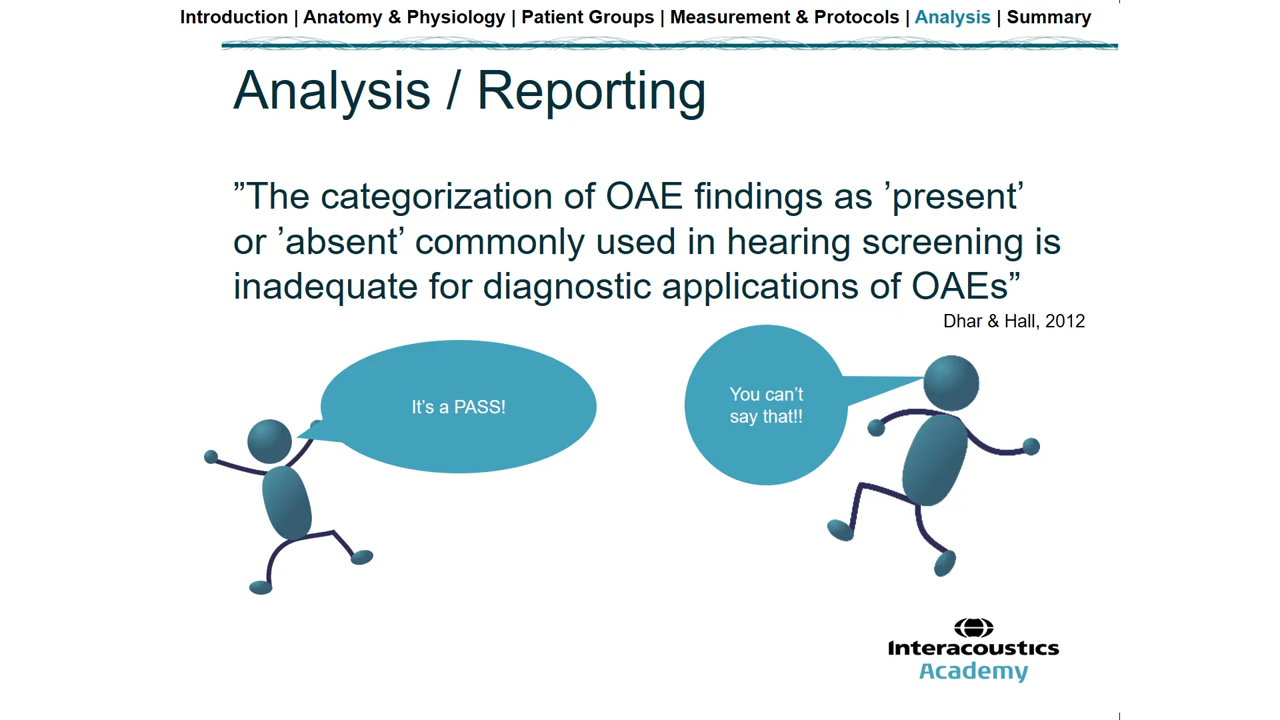 Introduction | Anatomy & Physiology | Patient Groups | Measurement & Protocols | Analysis | Summary
Analysis / Reporting
”The categorization of OAE findings as ’present’
or ’absent’ commonly used in hearing screening is
inadequate for diagnostic applications of OAEs”
Dhar & Hall, 2012
It’s a PASS!
You can’t
say that!!
Interacoustics
Academy